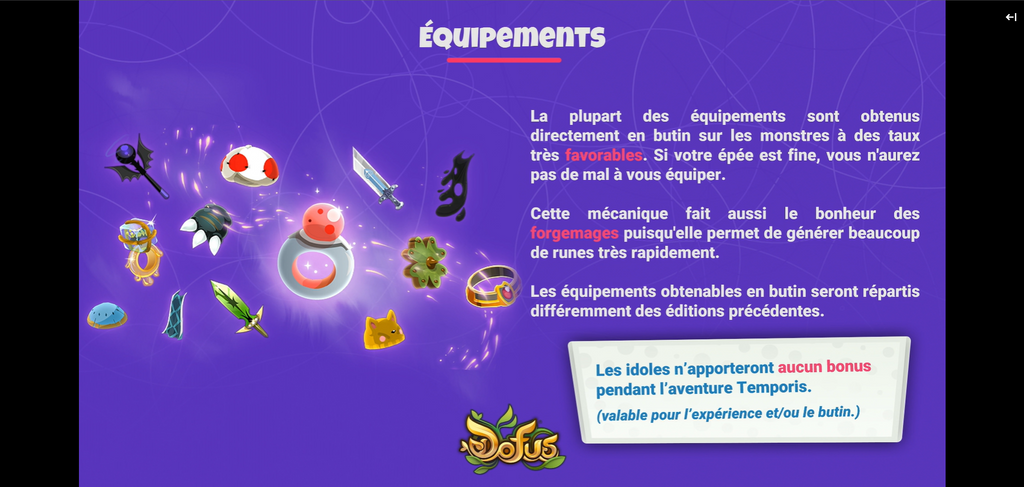 Équipements
La plupart des équipements sont obtenus
directement en butin sur les monstres à des taux
très favorables. Si votre épée est fine, vous n'aurez
pas de mal à vous équiper.
Cette mécanique fait aussi le bonheur des
forgemages puisqu'elle permet de générer beaucoup
de runes très rapidement.
Les équipements obtenables en butin seront répartis
différemment des éditions précédentes.
Les idoles n'apporteront aucun bonus
pendant l'aventure Temporis.
(valable pour l'expérience et/ou le butin.)
Dofus